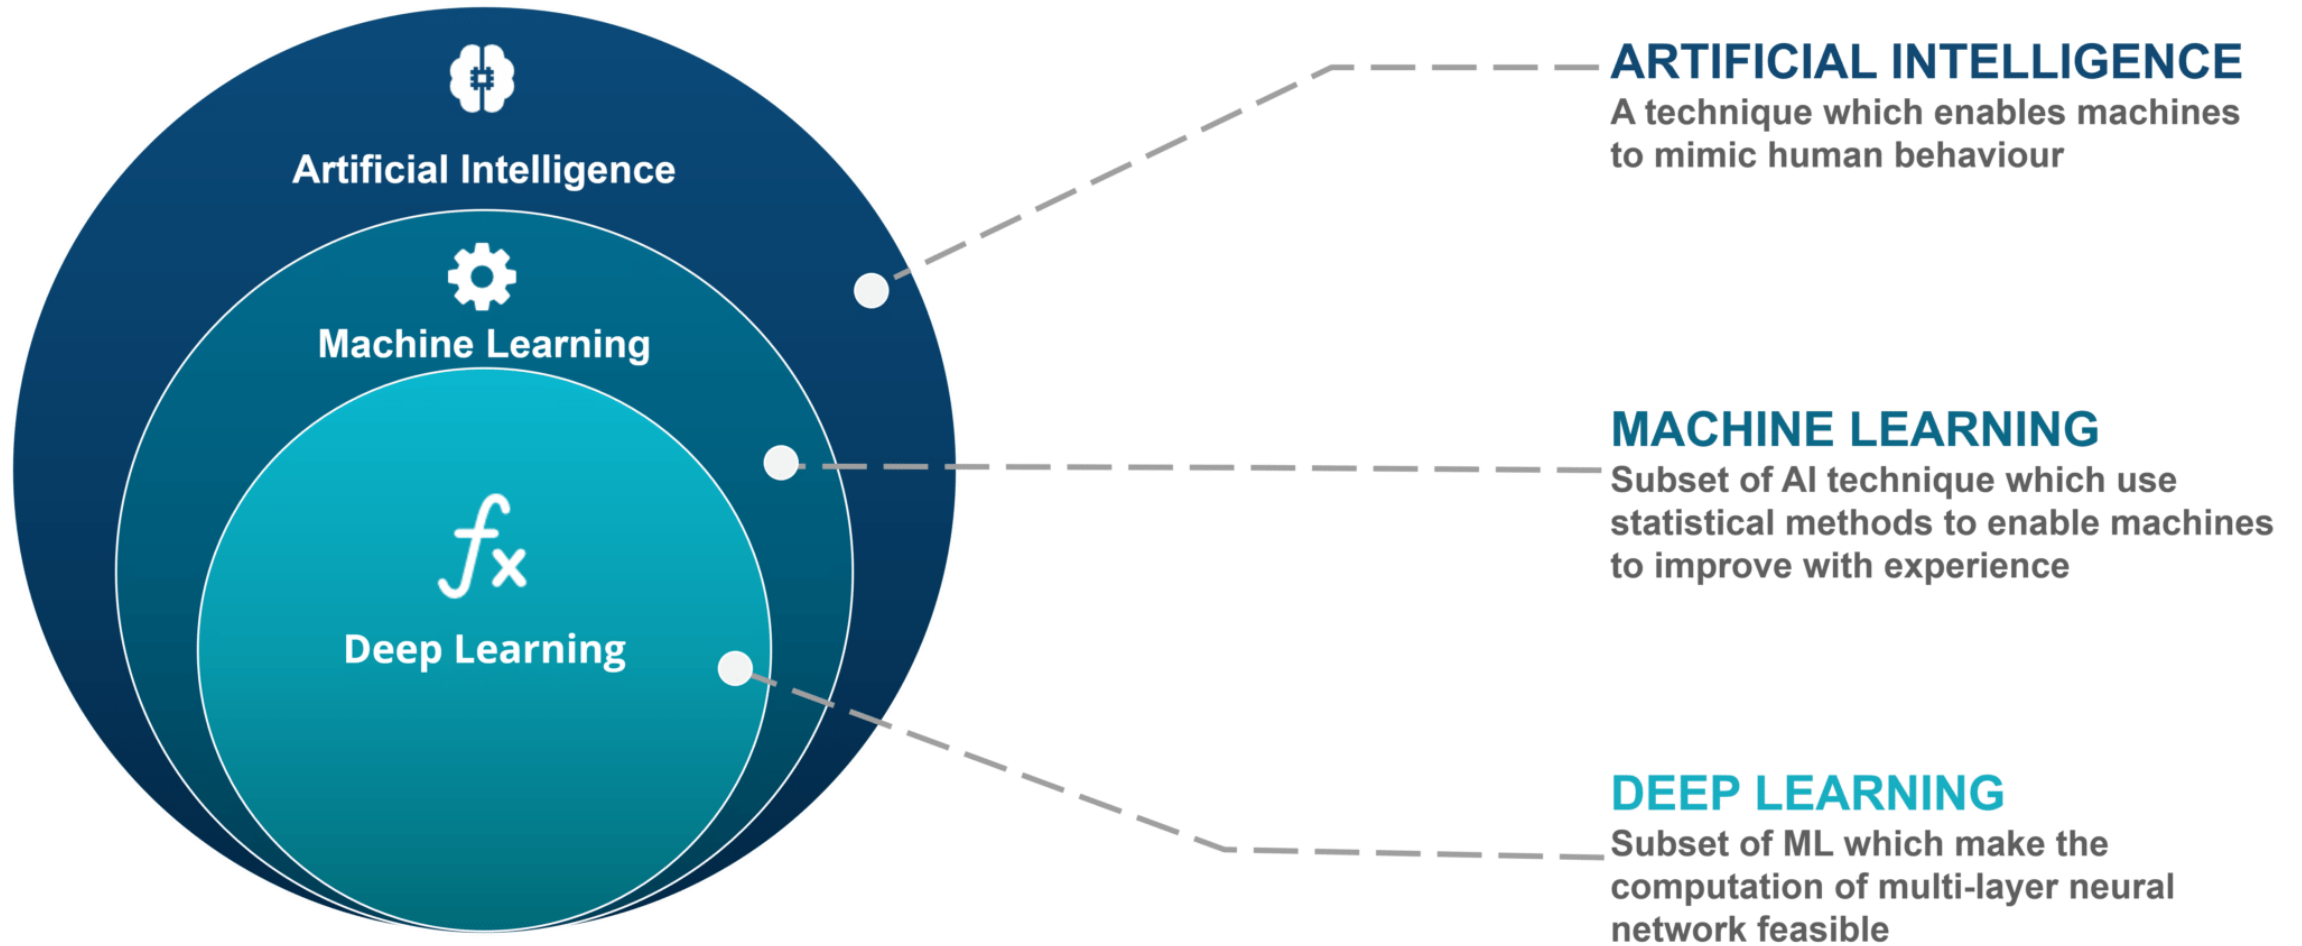 Artificial Intelligence
Machine Learning
fx
Deep Learning
ARTIFICIAL INTELLIGENCE
A technique which enables machines
to mimic human behaviour
MACHINE LEARNING
Subset of AI technique which use
statistical methods to enable machines
to improve with experience
DEEP LEARNING
Subset of ML which make the
computation of multi-layer neural
network feasible